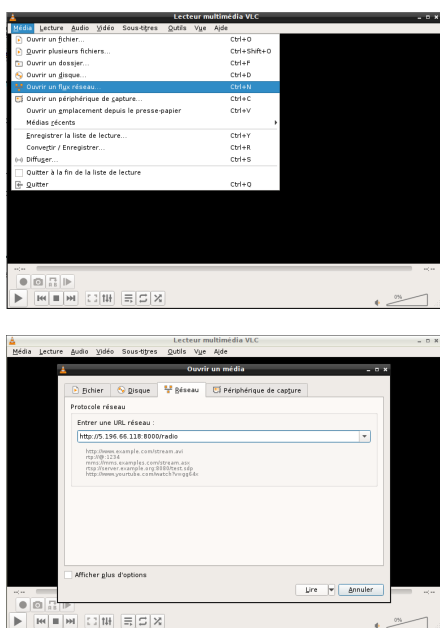 Lecteur multimédia VLC
Média Lecture Audio Vidéo Sous-titres Outils Vue Aide
Ouvrir un fichier... Ctrl+O
Ouvrir plusieurs fichiers... Ctrl+Shift+O
Ouvrir un dossier... Ctrl+F
Ouvrir un disque... Ctrl+D
Ouvrir un flux réseau... Ctrl+N
Ouvrir un périphérique de capture... Ctrl+C
Ouvrir un emplacement depuis le presse-papier Ctrl+V
Médias récents
Enregistrer la liste de lecture... Ctrl+Y
Convertir / Enregistrer... Ctrl+R
Diffuser... Ctrl+S
Quitter à la fin de la liste de lecture
Quitter Ctrl+Q
--:-- --:--
0%
Lecteur multimédia VLC
Média Lecture Audio Vidéo Sous-titres Outils Vue Aide
Ouvrir un média
Fichier Disque Réseau Périphérique de capture
Protocole réseau
Entrer une URL réseau :
http://5.196.66.118:8000/radio
http://www.example.com/stream.avi
rtp://@:1234
mms://mms.examples.com/stream.asx
rtsp://server.example.org:8080/test.sdp
http://www.yourtube.com/watch?v=gg64x
Afficher plus d'options
Lire Annuler
--:-- --:--
0%